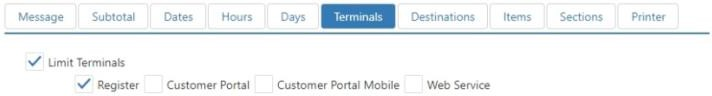 Message Subtotal Dates Hours Days Terminals Destinations Items Sections Printer
Limit Terminals
Register Customer Portal Customer Portal Mobile Web Service